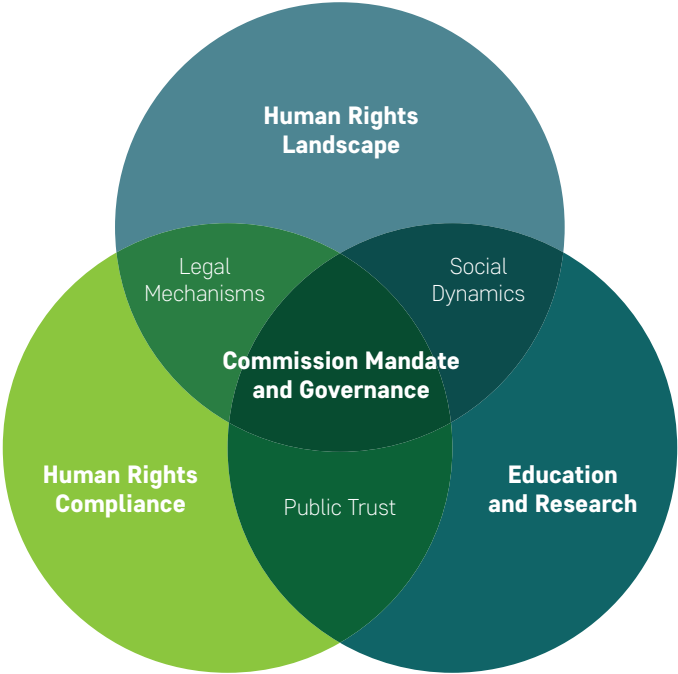 Human Rights
Landscape
Legal
Mechanisms
Social
Dynamics
Commission Mandate
and Governance
Human Rights
Compliance
Public Trust
Education
and Research